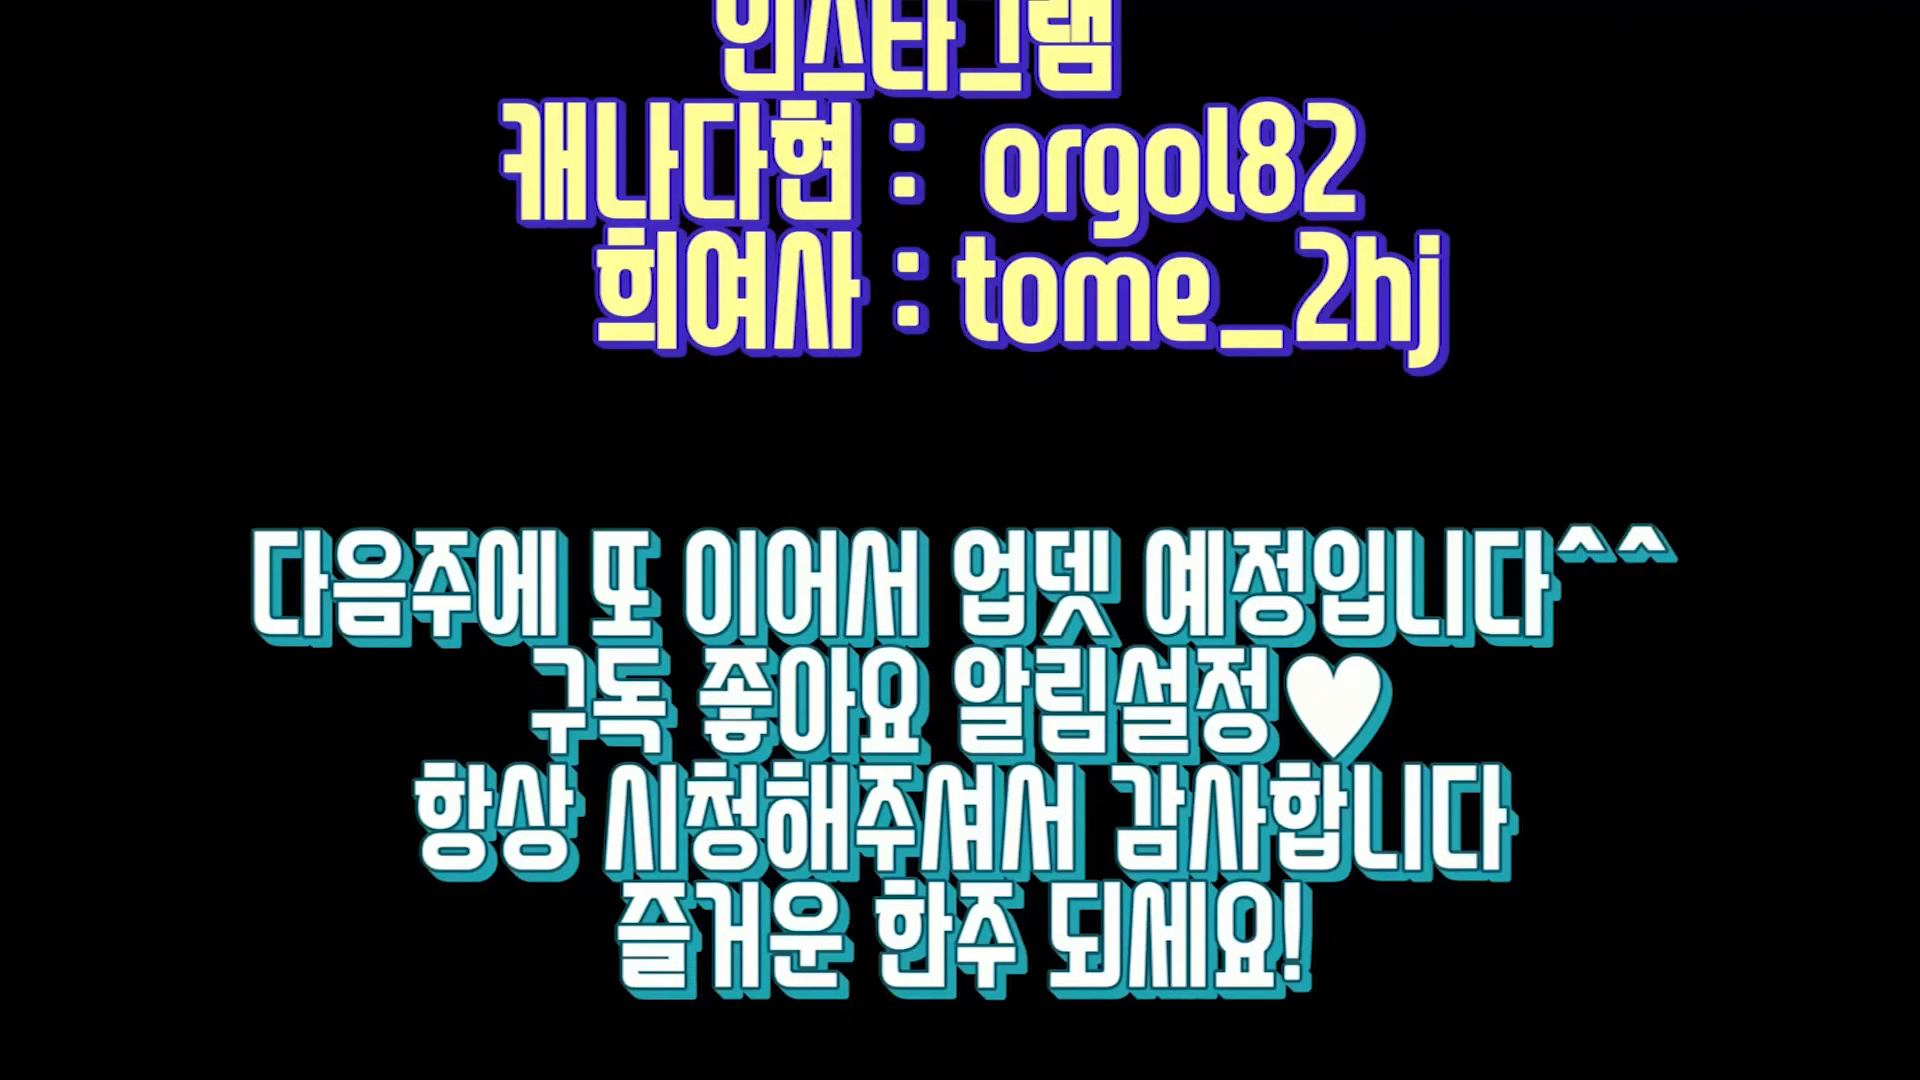 인스타그램
캐나다현 : orgol82
희여사 : tome_2hj
다음주에 또 이어서 업뎃 예정입니다^^
구독 좋아요 알림설정♥
항상 시청해주셔서 감사합니다
즐거운 한주 되세요!